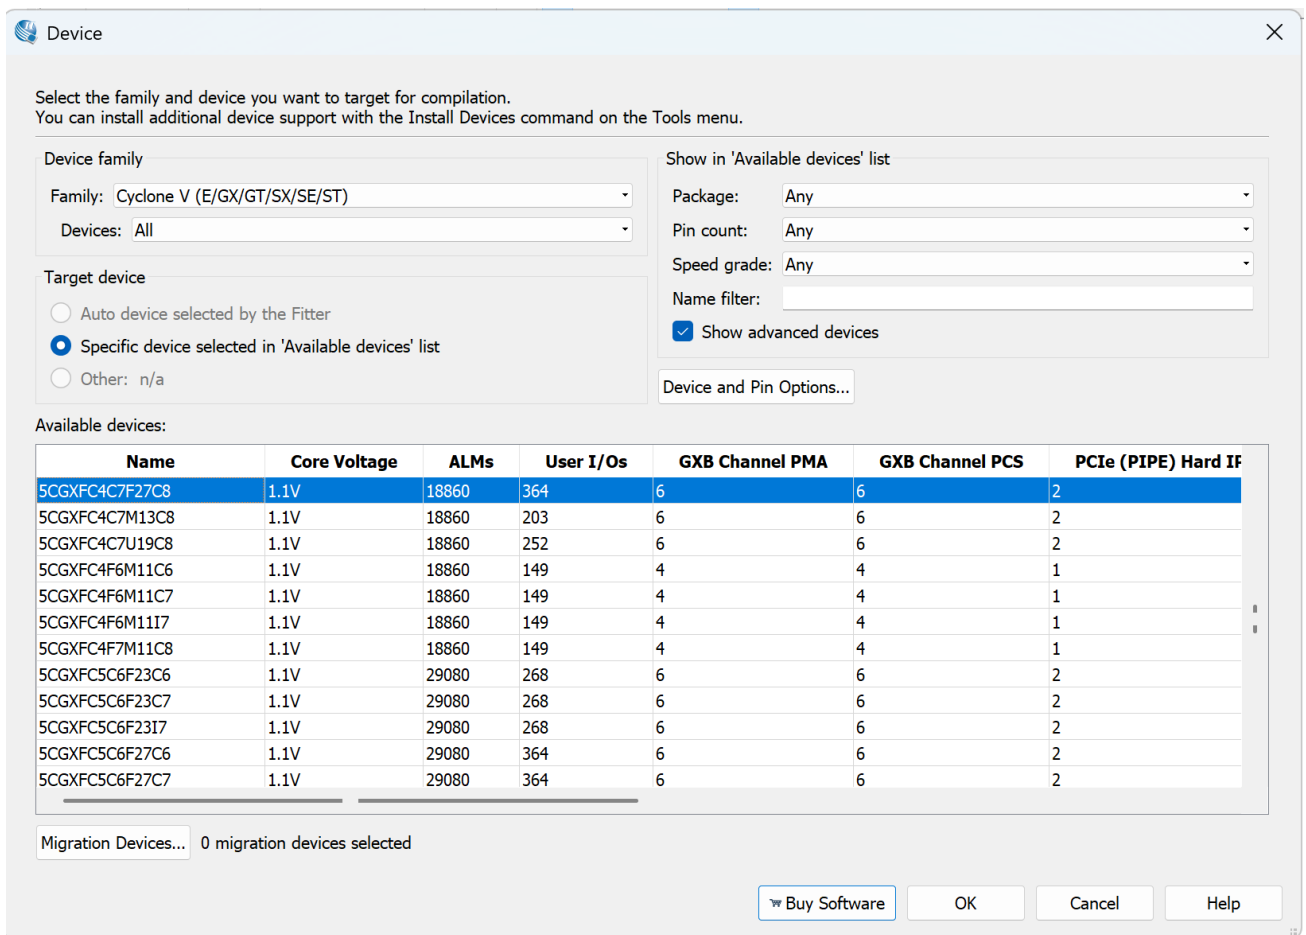 Device
Select the family and device you want to target for compilation.
You can install additional device support with the Install Devices command on the Tools menu.
Device family
Family: Cyclone V (E/GX/GT/SX/SE/ST)
Devices: All
Target device
Auto device selected by the Fitter
Specific device selected in 'Available devices' list
Other: n/a
Show in 'Available devices' list
Package: Any
Pin count: Any
Speed grade: Any
Name filter:
Show advanced devices
Device and Pin Options...
Available devices:
Name Core Voltage ALMs User I/Os GXB Channel PMA GXB Channel PCS PCIe (PIPE) Hard IP
5CGXFC4C7F27C8 1.1V 18860 364 6 6 2
5CGXFC4C7M13C8 1.1V 18860 203 6 6 2
5CGXFC4C7U19C8 1.1V 18860 252 6 6 2
5CGXFC4F6M11C6 1.1V 18860 149 4 4 1
5CGXFC4F6M11C7 1.1V 18860 149 4 4 1
5CGXFC4F6M11I7 1.1V 18860 149 4 4 1
5CGXFC4F7M11C8 1.1V 18860 149 4 4 1
5CGXFC5C6F23C6 1.1V 29080 268 6 6 2
5CGXFC5C6F23C7 1.1V 29080 268 6 6 2
5CGXFC5C6F23I7 1.1V 29080 268 6 6 2
5CGXFC5C6F27C6 1.1V 29080 364 6 6 2
5CGXFC5C6F27C7 1.1V 29080 364 6 6 2
Migration Devices... 0 migration devices selected
Buy Software OK Cancel Help